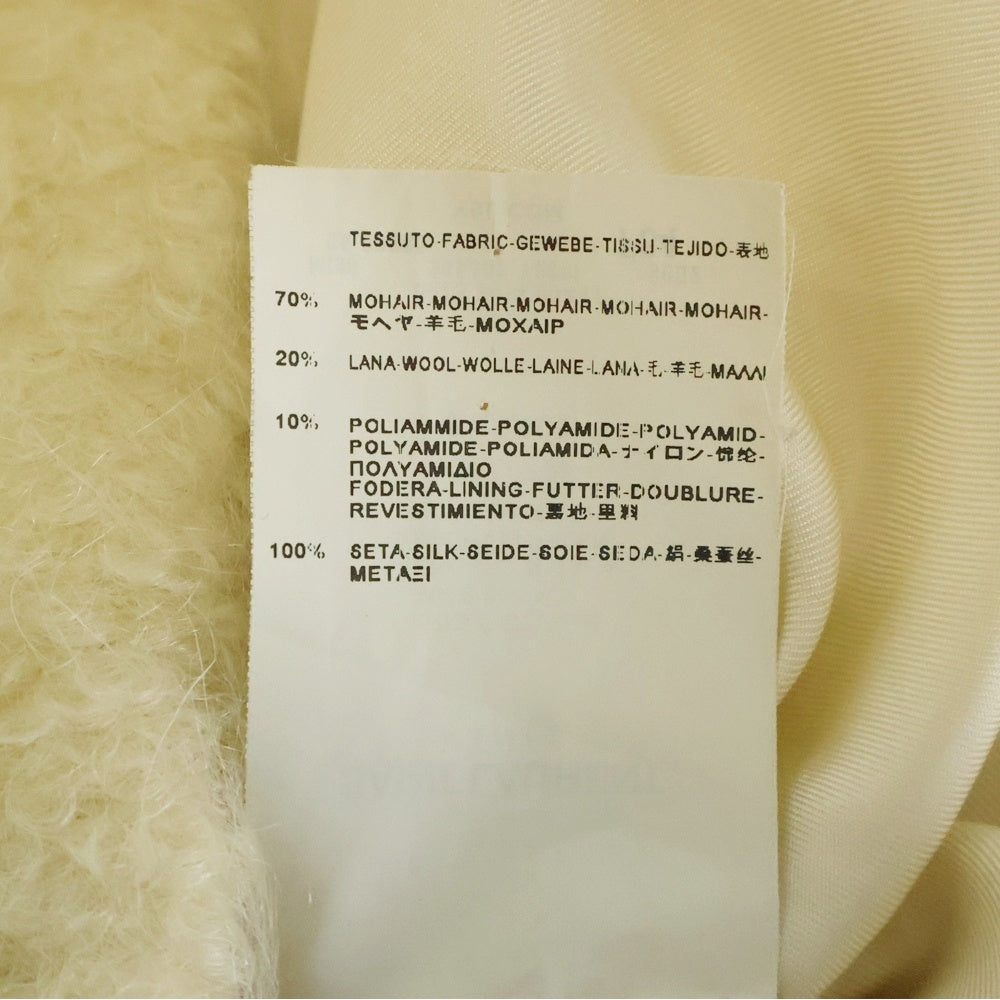 TESSUTO-FABRIC-GEWEBE-TISSU-TEJIDO-表地
70% MOHAIR-MOHAIR-MOHAIR-MOHAIR-MOHAIR-
モヘヤ-羊毛-ΜΟΧΑΙΡ
20% LANA-WOOL-WOLLE-LAINE-LANA-毛-羊毛-ΜΑΛΛΙ
10% POLIAMMIDE-POLYAMIDE-POLYAMID-
POLYAMIDE-POLIAMIDA-ナイロン-锦纶-
ΠΟΛΥΑΜΙΔΙΟ
FODERA-LINING-FUTTER-DOUBLURE-
REVESTIMIENTO-裏地-里料
100% SETA-SILK-SEIDE-SOIE-SEDA-絹-桑蚕丝-
ΜΕΤΑΞΙ